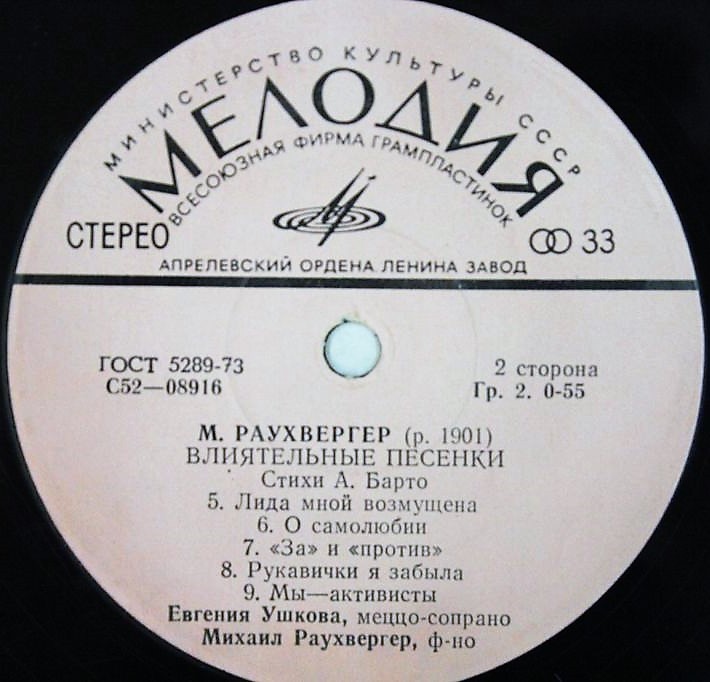 МИНИСТЕРСТВО КУЛЬТУРЫ СССР
МЕЛОДИЯ
ВСЕСОЮЗНАЯ ФИРМА ГРАМПЛАСТИНОК
СТЕРЕО
33
АПРЕЛЕВСКИЙ ОРДЕНА ЛЕНИНА ЗАВОД
ГОСТ 5289-73
С52—08916
2 сторона
Гр. 2. 0-55
М. РАУХВЕРГЕР (р. 1901)
ВЛИЯТЕЛЬНЫЕ ПЕСЕНКИ
Стихи А. Барто
5. Лида мной возмущена
6. О самолюбии
7. «За» и «против»
8. Рукавички я забыла
9. Мы—активисты
Евгения Ушкова, меццо-сопрано
Михаил Раухвергер, ф-но